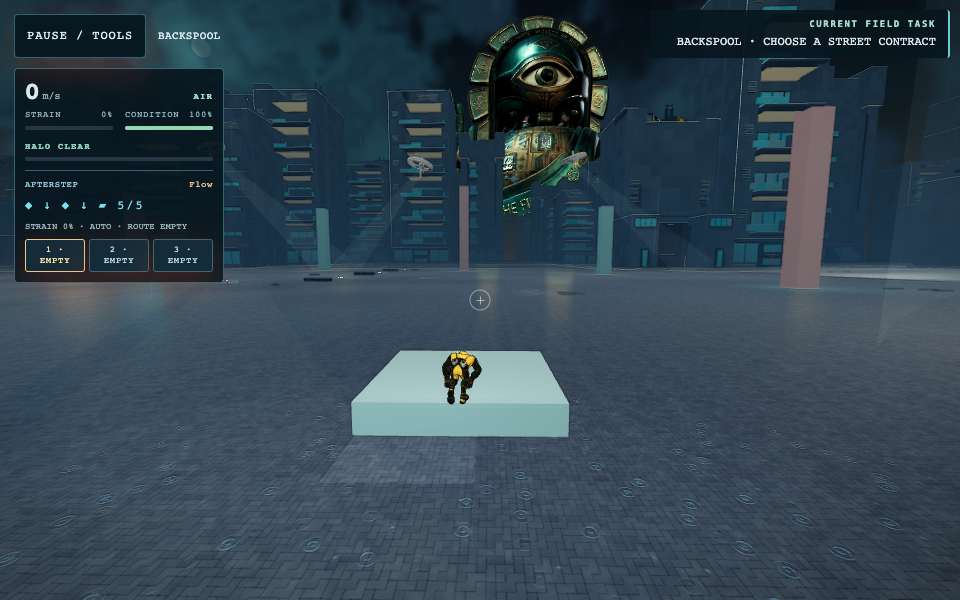 PAUSE / TOOLS
BACKSPOOL
CURRENT FIELD TASK
BACKSPOOL · CHOOSE A STREET CONTRACT
0 m/s
AIR
STRAIN 0%
CONDITION 100%
HALO CLEAR
AFTERSTEP
Flow
5/5
STRAIN 0% · AUTO · ROUTE EMPTY
1 · EMPTY
2 · EMPTY
3 · EMPTY